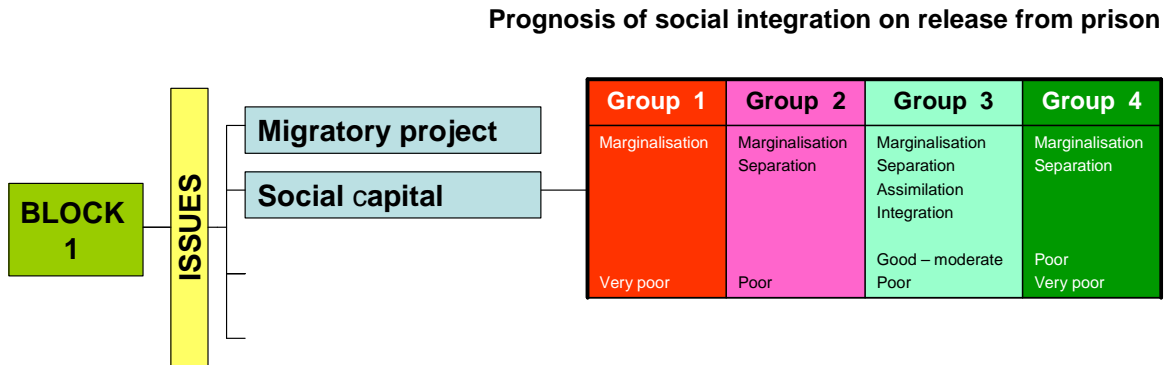 Prognosis of social integration on release from prison
BLOCK
1
ISSUES
Migratory project
Social capital
Group 1
Marginalisation
Very poor
Group 2
Marginalisation
Separation
Poor
Group 3
Marginalisation
Separation
Assimilation
Integration
Good – moderate
Poor
Group 4
Marginalisation
Separation
Poor
Very poor